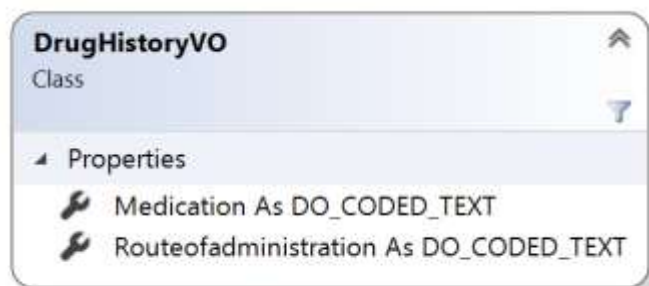 DrugHistoryVO
Class
Properties
Medication As DO_CODED_TEXT
Routeofadministration As DO_CODED_TEXT